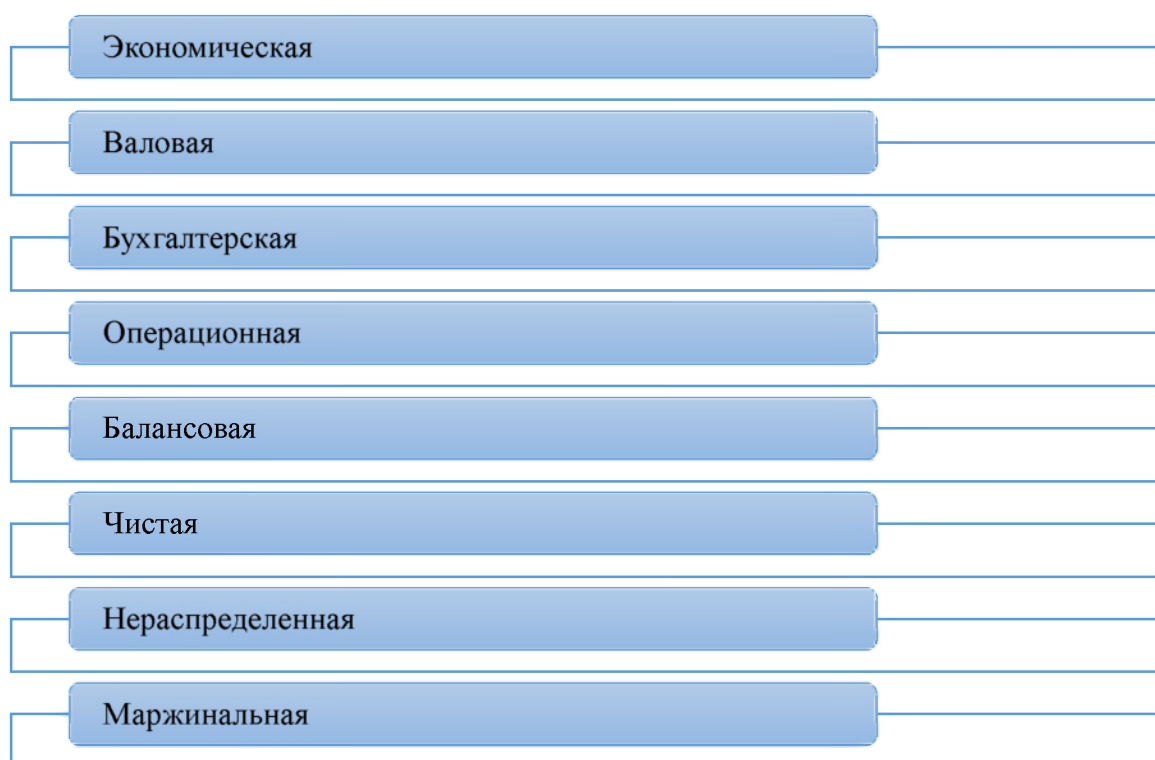 Экономическая
Валовая
Бухгалтерская
Операционная
Балансовая
Чистая
Нераспределенная
Маржинальная